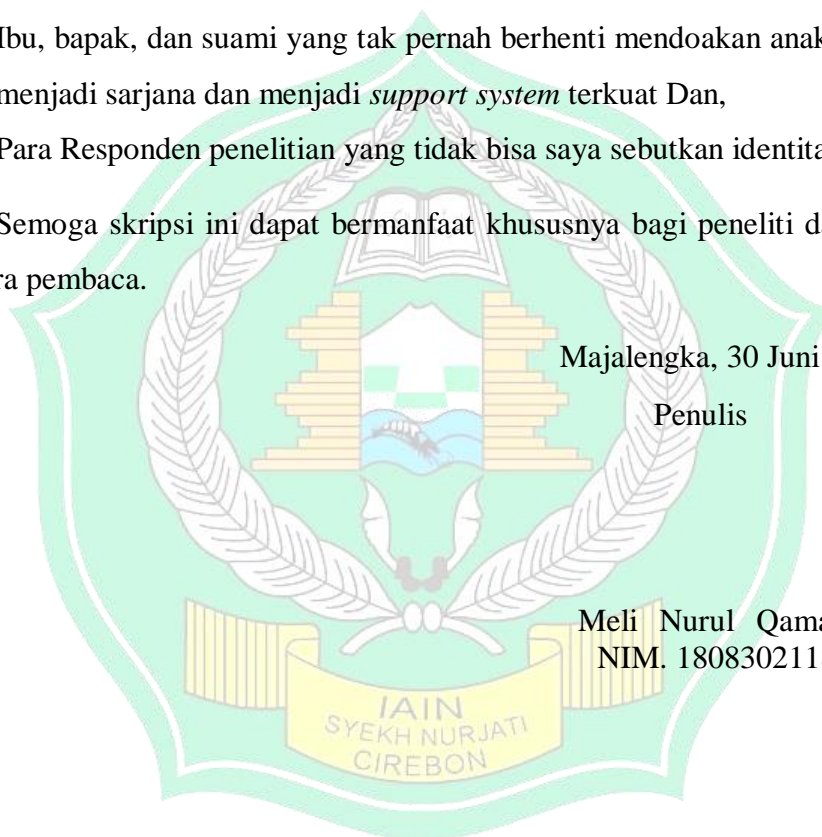 Ibu, bapak, dan suami yang tak pernah berhenti mendoakan anak
menjadi sarjana dan menjadi support system terkuat Dan,
Para Responden penelitian yang tidak bisa saya sebutkan identita
Semoga skripsi ini dapat bermanfaat khususnya bagi peneliti da
ra pembaca.
Majalengka, 30 Juni
Penulis
Meli Nurul Qama
NIM. 180830211
IAIN
SYEKH NURJATI
CIREBON